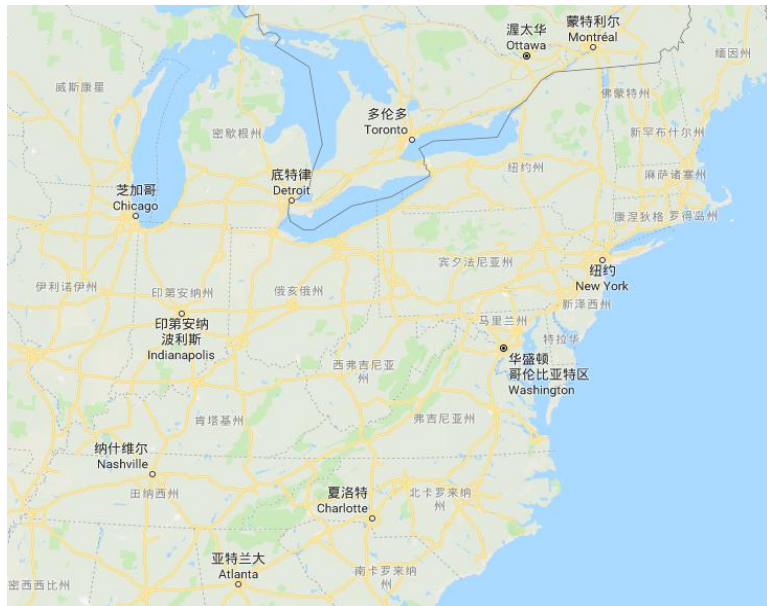 渥太华
Ottawa
蒙特利尔
Montréal
缅因州
威斯康星
佛蒙特州
多伦多
Toronto
密歇根州
新罕布什尔州
纽约州
底特律
Detroit
麻萨诸塞州
芝加哥
Chicago
康涅狄格
罗得岛州
宾夕法尼亚州
纽约
New York
伊利诺伊州
印第安纳州
俄亥俄州
新泽西州
印第安纳
波利斯
Indianapolis
马里兰州
特拉华
华盛顿
哥伦比亚特区
Washington
西弗吉尼亚
州
肯塔基州
弗吉尼亚州
纳什维尔
Nashville
田纳西州
夏洛特
Charlotte
北卡罗来纳
州
亚特兰大
Atlanta
南卡罗来纳
州
密西西比州